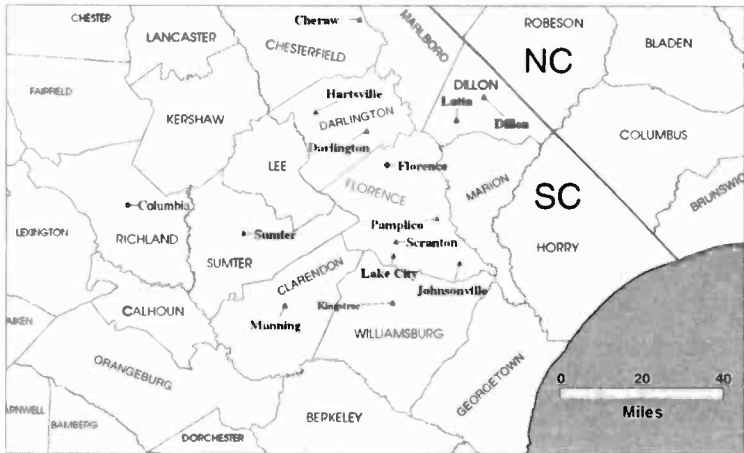 CHESTER
LANCASTER
Cheraw
CHESTERFIELD
MARLBORO
ROBESON
NC
BLADEN
FAIRFIELD
KERSHAW
Hartsville
DARLINGTON
Darlington
DILLON
Latta
Dillon
COLUMBUS
LEE
Florence
FLORENCE
MARION
SC
BRUNSWIC
Columbia
RICHLAND
LEXINGTON
SUMTER
Sumter
Pamplico
Scranton
HORRY
CLARENDON
Lake City
Johnsonville
CALHOUN
AIKEN
Manning
Kingstree
WILLIAMSBURG
ORANGEBURG
GEORGETOWN
0 20 40
Miles
ARNWELL
BAMBERG
DORCHESTER
BERKELEY